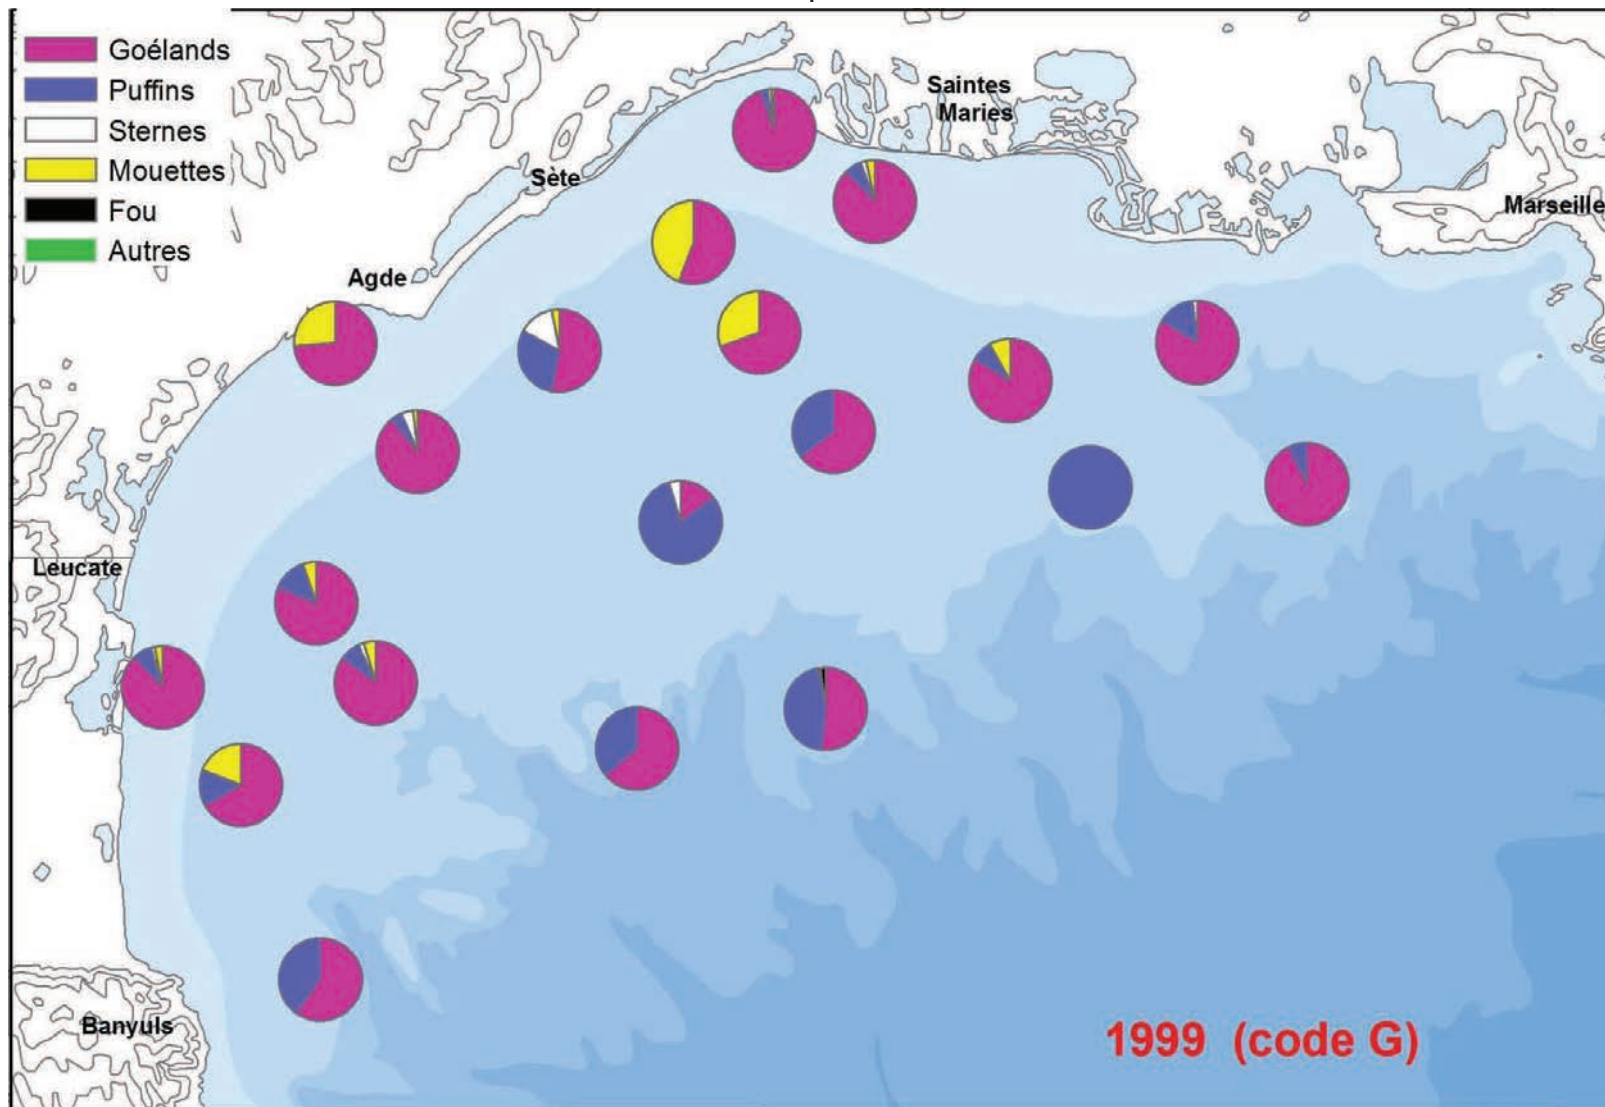 Goélands
Puffins
Sternes
Mouettes
Fou
Autres
Saintes
Maries
Sète
Marseille
Agde
Leucate
Banyuls
1999 (code G)